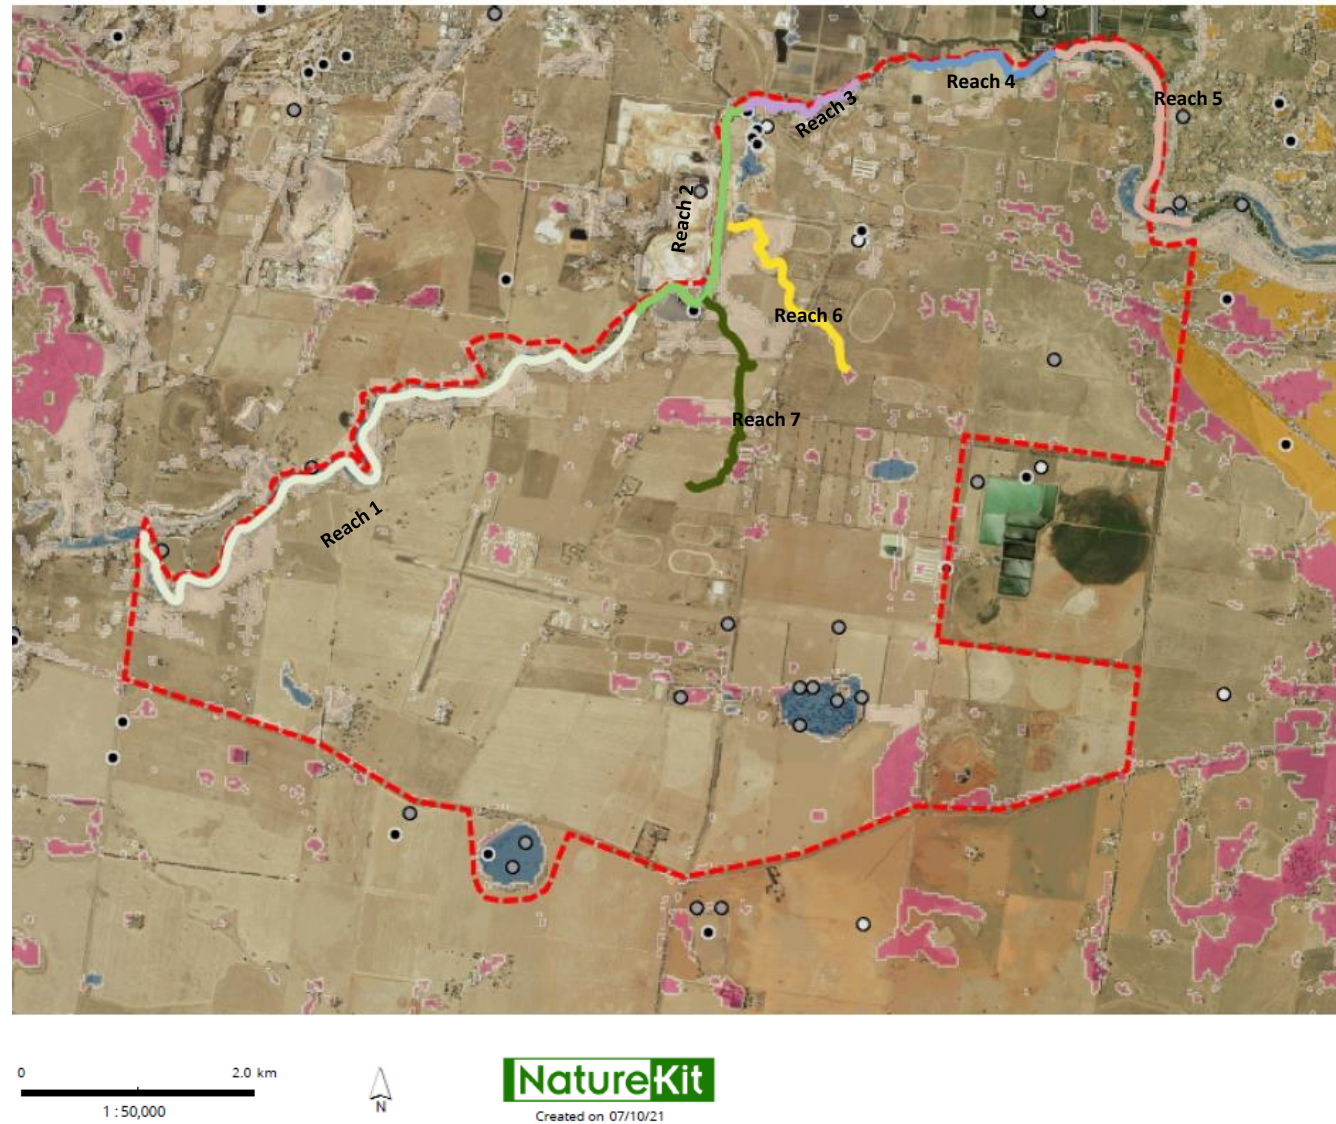 Reach 4
Reach 5
Reach 3
Reach 2
Reach 6
Reach 7
Reach 1
0 2.0 km
1 : 50,000
N
NatureKit
Created on 07/10/21